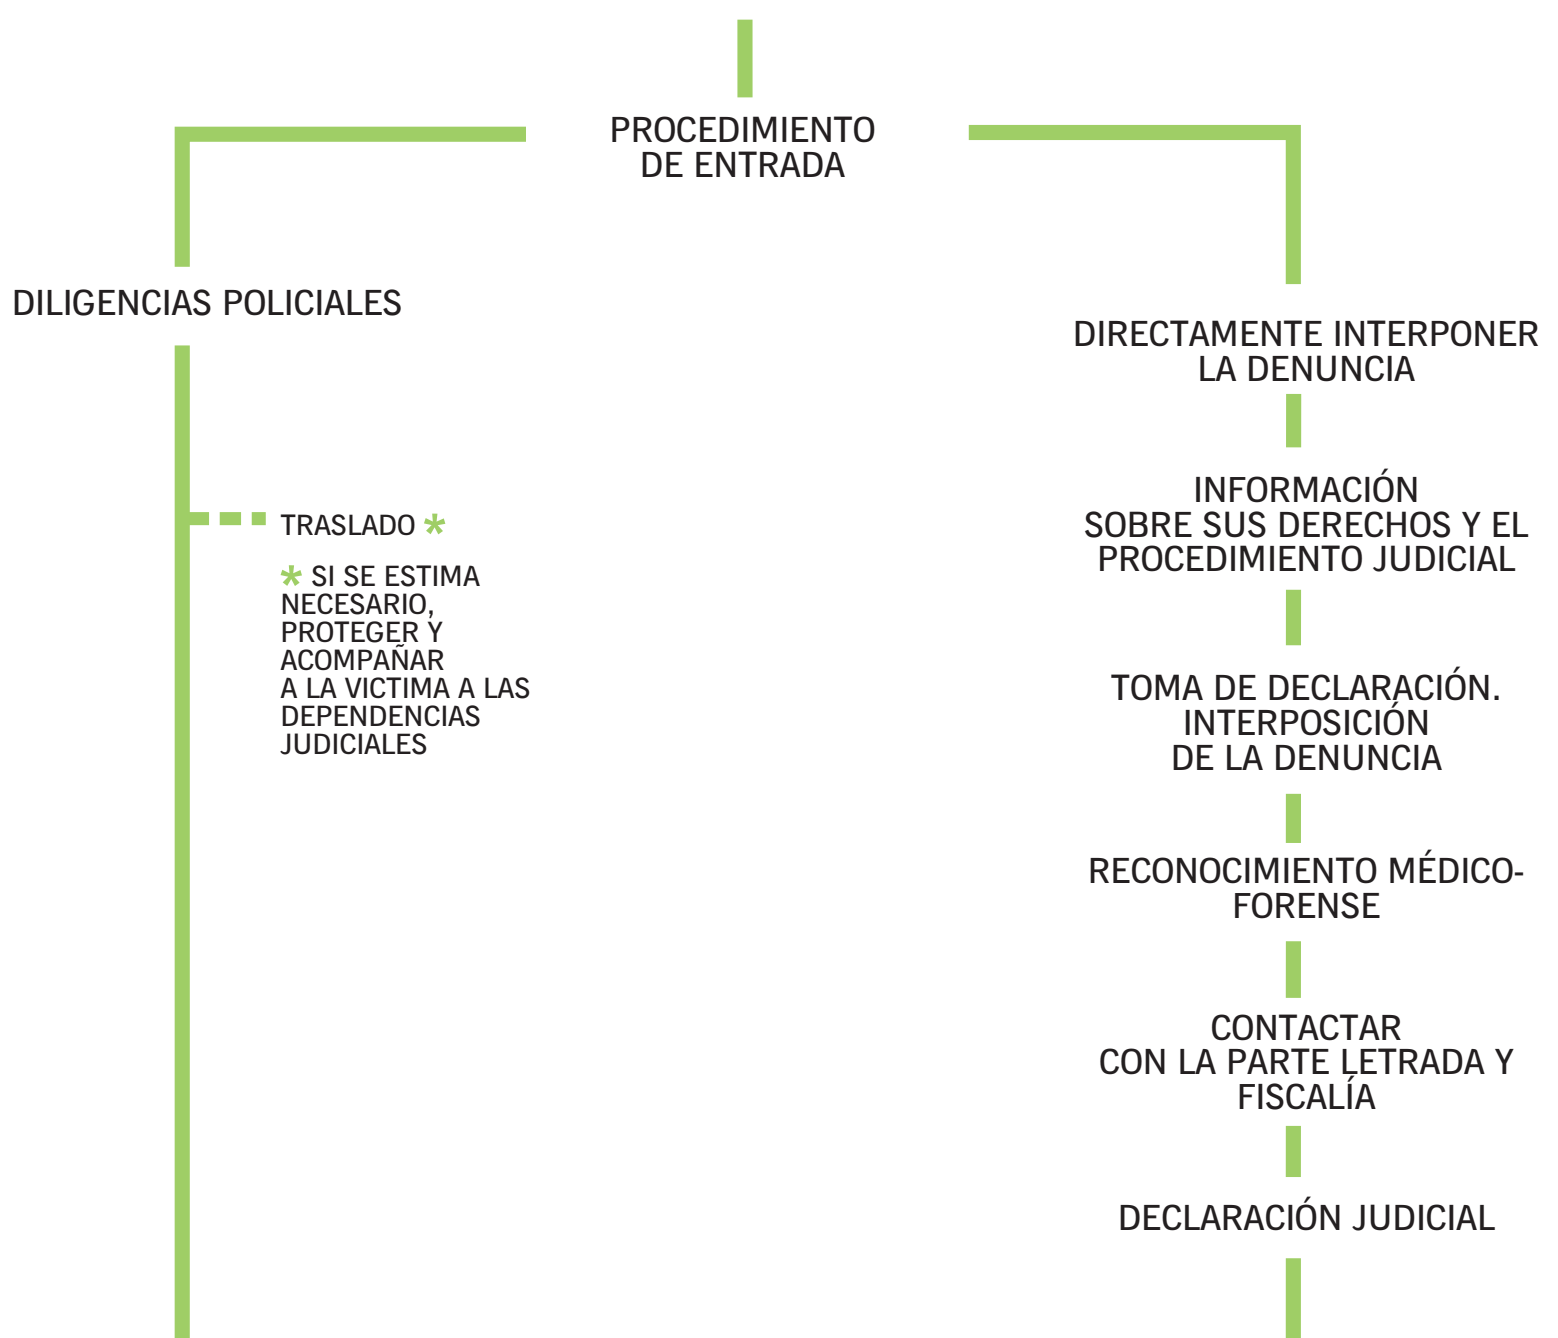 PROCEDIMIENTO
DE ENTRADA
DILIGENCIAS POLICIALES
TRASLADO *
* SI SE ESTIMA
NECESARIO,
PROTEGER Y
ACOMPAÑAR
A LA VICTIMA A LAS
DEPENDENCIAS
JUDICIALES
DIRECTAMENTE INTERPONER
LA DENUNCIA
INFORMACIÓN
SOBRE SUS DERECHOS Y EL
PROCEDIMIENTO JUDICIAL
TOMA DE DECLARACIÓN.
INTERPOSICIÓN
DE LA DENUNCIA
RECONOCIMIENTO MÉDICO-
FORENSE
CONTACTAR
CON LA PARTE LETRADA Y
FISCALÍA
DECLARACIÓN JUDICIAL